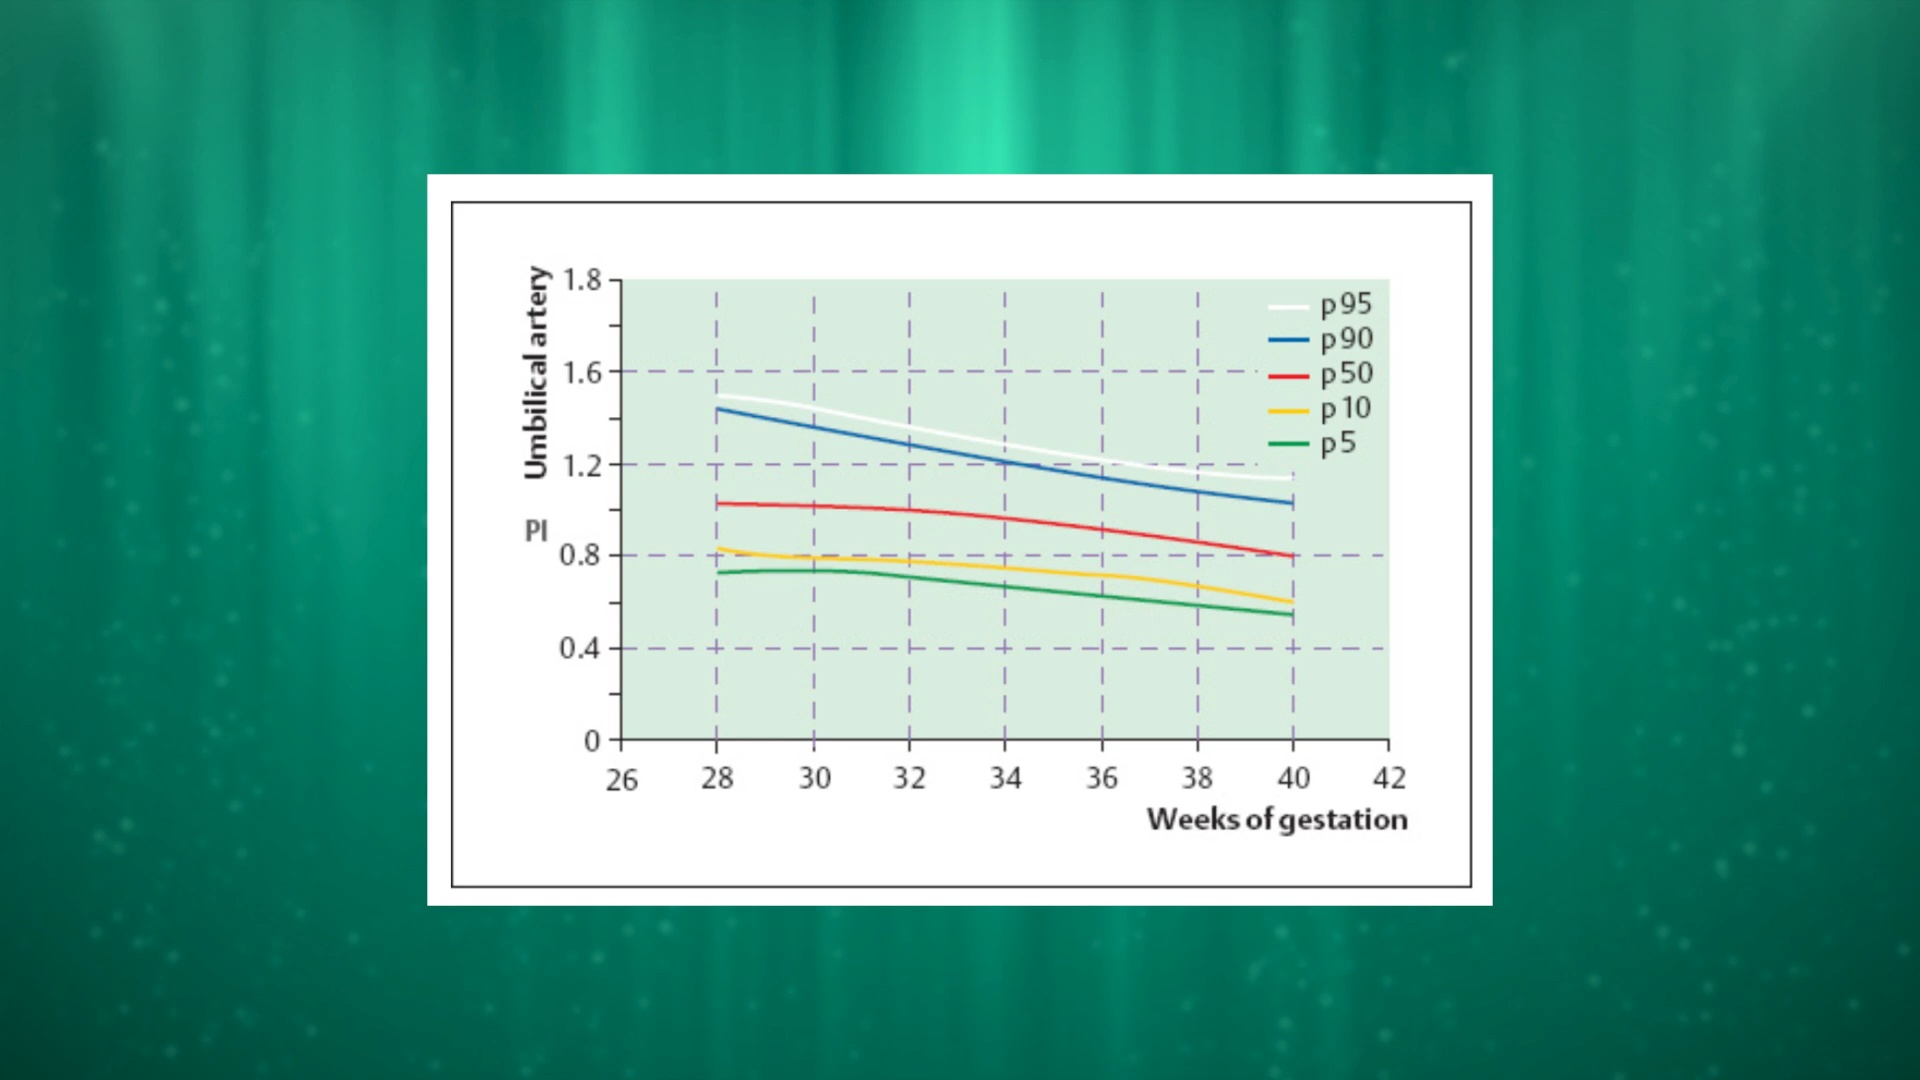 Umbilical artery
PI
1.8
1.6
1.2
0.8
0.4
0
26 28 30 32 34 36 38 40 42
Weeks of gestation
p95
p90
p50
p10
p5